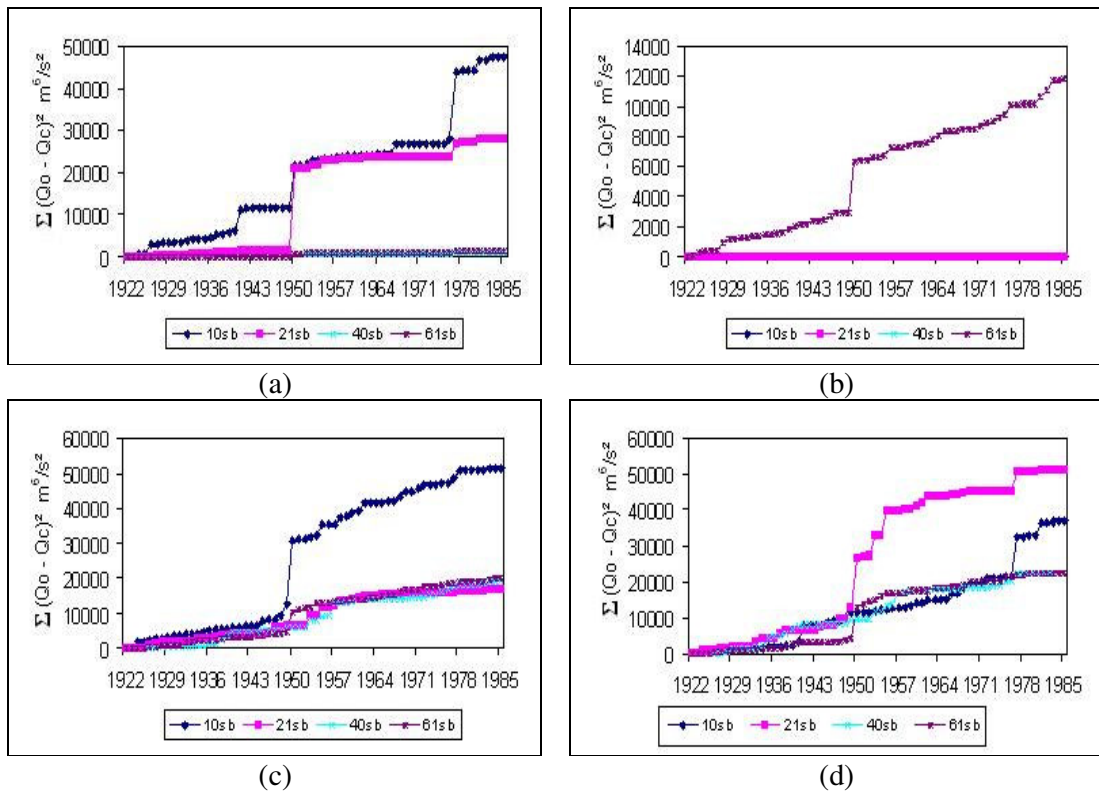 Σ (Qo - Qc)² m⁶/s²
50000
40000
30000
20000
10000
0
1922 1929 1936 1943 1950 1957 1964 1971 1978 1985
10sb 21sb 40sb 61sb
(a)
Σ (Qo - Qc)² m⁶/s²
14000
12000
10000
8000
6000
4000
2000
0
1922 1929 1936 1943 1950 1957 1964 1971 1978 1985
10sb 21sb 40sb 61sb
(b)
Σ (Qo - Qc)² m⁶/s²
60000
50000
40000
30000
20000
10000
0
1922 1929 1936 1943 1950 1957 1964 1971 1978 1985
10sb 21sb 40sb 61sb
(c)
Σ (Qo - Qc)² m⁶/s²
60000
50000
40000
30000
20000
10000
0
1922 1929 1936 1943 1950 1957 1964 1971 1978 1985
10sb 21sb 40sb 61sb
(d)